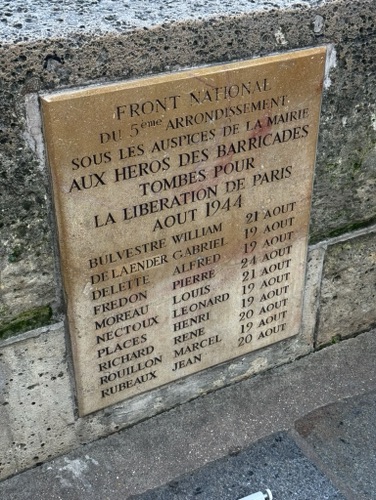 FRONT NATIONAL
DU 5ème ARRONDISSEMENT
SOUS LES AUSPICES DE LA MAIRIE
AUX HEROS DES BARRICADES
TOMBES POUR
LA LIBERATION DE PARIS
AOUT 1944
BULVESTRE WILLIAM 21 AOUT
DE LAENDER GABRIEL 19 AOUT
DELETTE ALFRED 19 AOUT
FREDON PIERRE 24 AOUT
MOREAU LOUIS 21 AOUT
NECTOUX LEONARD 19 AOUT
PLACES HENRI 19 AOUT
RICHARD RENE 20 AOUT
ROUILLON MARCEL 19 AOUT
RUBEAUX JEAN 20 AOUT